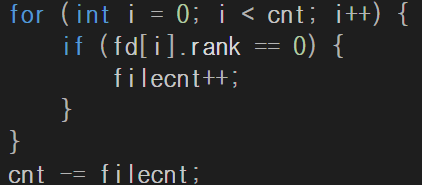 for (int i = 0; i < cnt; i++) {
    if (fd[i].rank == 0) {
        filecnt++;
    }
}
cnt -= filecnt;